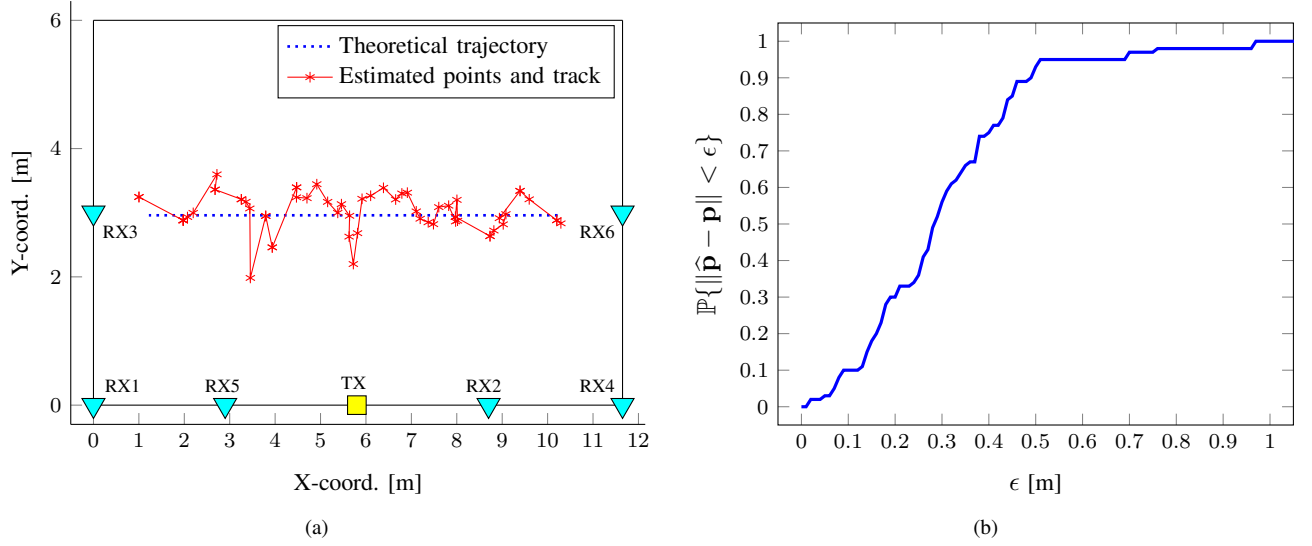 Theoretical trajectory
Estimated points and track
Y-coord. [m]
6
4
2
0
RX3
RX6
RX1
RX5
TX
RX2
RX4
0 1 2 3 4 5 6 7 8 9 10 11 12
X-coord. [m]
(a)
ℙ{‖p̂ − p‖ < ϵ}
1
0.9
0.8
0.7
0.6
0.5
0.4
0.3
0.2
0.1
0
0 0.1 0.2 0.3 0.4 0.5 0.6 0.7 0.8 0.9 1
ϵ [m]
(b)